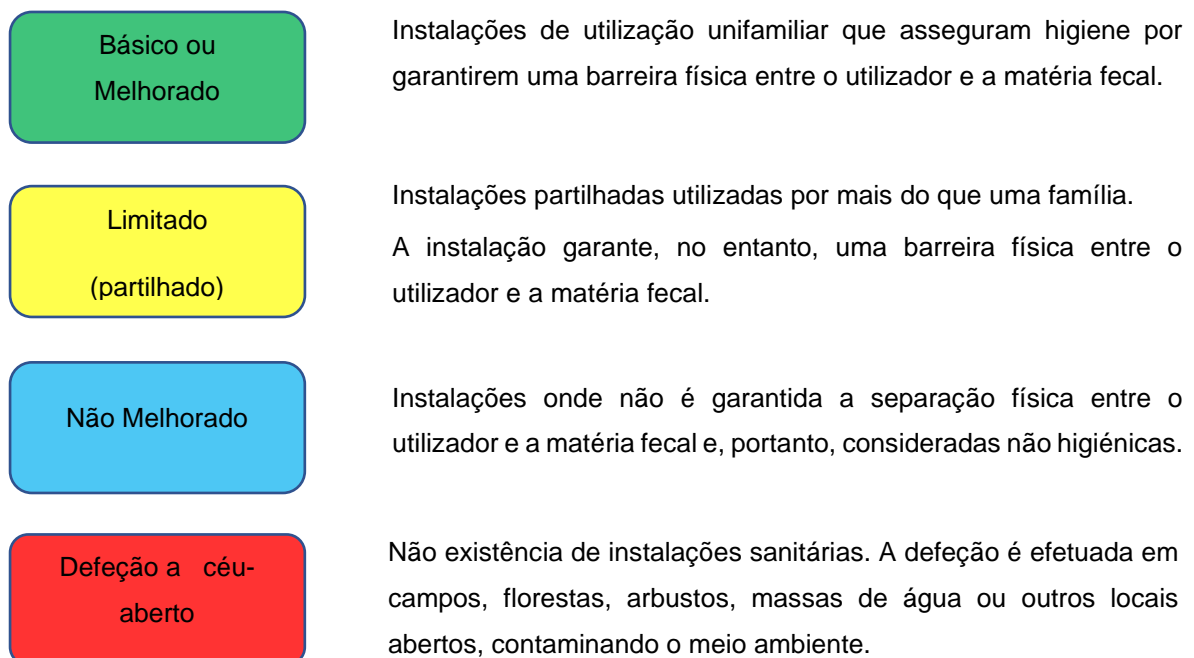 Básico ou
Melhorado
Instalações de utilização unifamiliar que asseguram higiene por
garantirem uma barreira física entre o utilizador e a matéria fecal.
Limitado
(partilhado)
Instalações partilhadas utilizadas por mais do que uma família.
A instalação garante, no entanto, uma barreira física entre o
utilizador e a matéria fecal.
Não Melhorado
Instalações onde não é garantida a separação física entre o
utilizador e a matéria fecal e, portanto, consideradas não higiénicas.
Defeção a céu-
aberto
Não existência de instalações sanitárias. A defeção é efetuada em
campos, florestas, arbustos, massas de água ou outros locais
abertos, contaminando o meio ambiente.